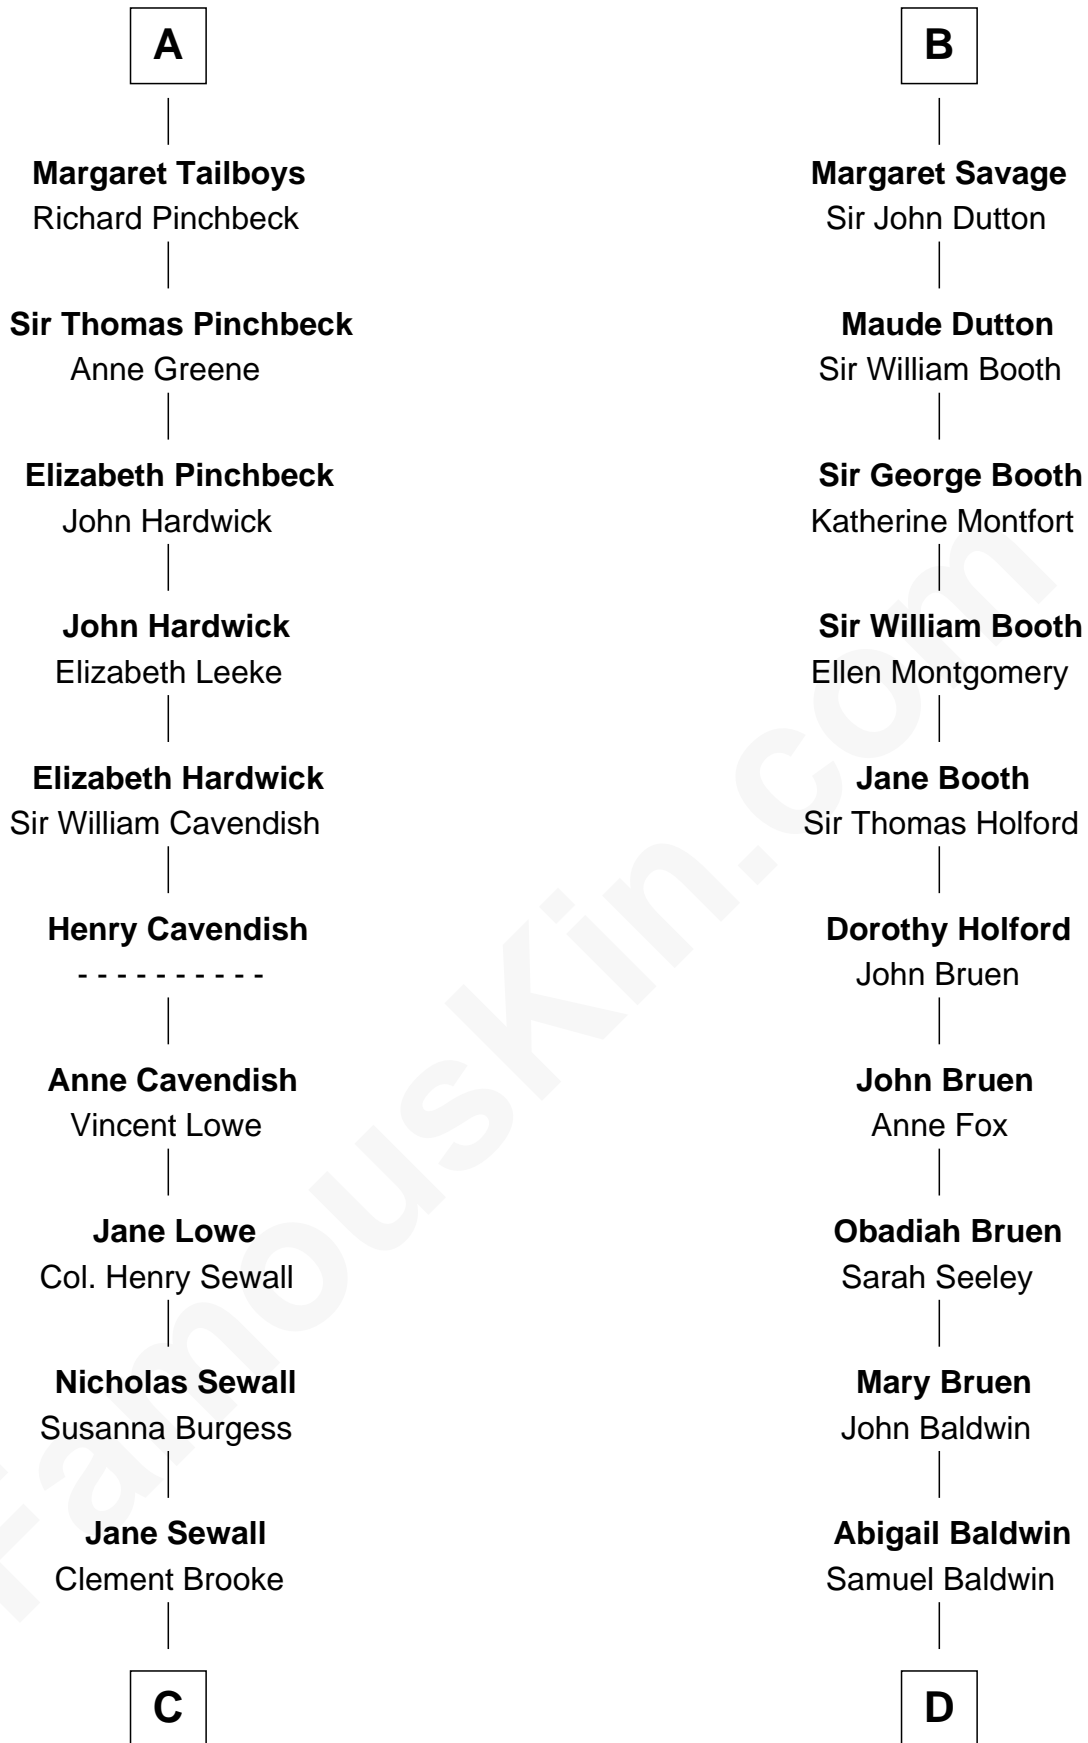 A
Margaret Tailboys
Richard Pinchbeck
Sir Thomas Pinchbeck
Anne Greene
Elizabeth Pinchbeck
John Hardwick
John Hardwick
Elizabeth Leeke
Elizabeth Hardwick
Sir William Cavendish
Henry Cavendish
- - - - - - - - - -
Anne Cavendish
Vincent Lowe
Jane Lowe
Col. Henry Sewall
Nicholas Sewall
Susanna Burgess
Jane Sewall
Clement Brooke
C
B
Margaret Savage
Sir John Dutton
Maude Dutton
Sir William Booth
Sir George Booth
Katherine Montfort
Sir William Booth
Ellen Montgomery
Jane Booth
Sir Thomas Holford
Dorothy Holford
John Bruen
John Bruen
Anne Fox
Obadiah Bruen
Sarah Seeley
Mary Bruen
John Baldwin
Abigail Baldwin
Samuel Baldwin
D
FamousKin.com